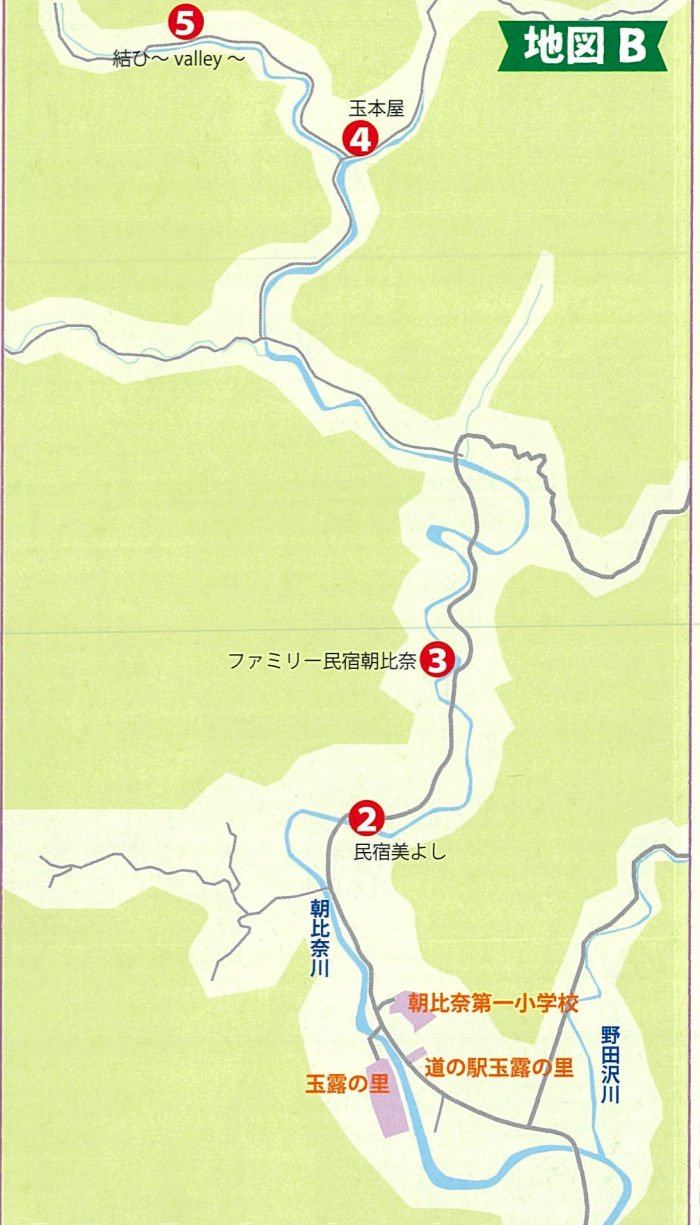 地図 B
5
結ひ～ valley ～
玉本屋
4
ファミリー民宿朝比奈
3
2
民宿美よし
朝比奈川
朝比奈第一小学校
野田沢川
道の駅玉露の里
玉露の里